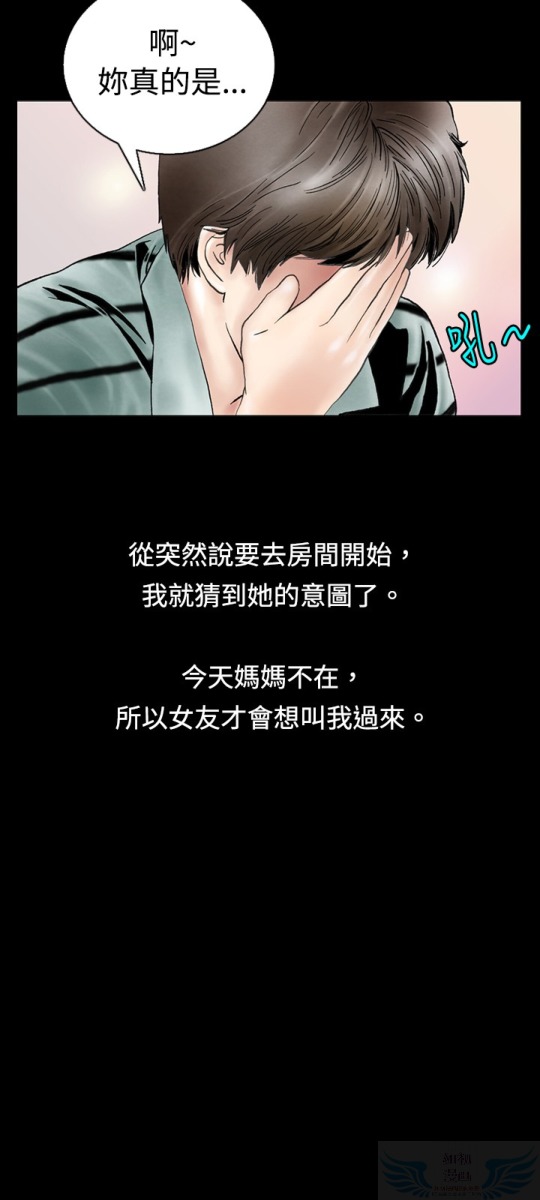 啊~
妳真的是...
吼~
從突然說要去房間開始，
我就猜到她的意圖了。
今天媽媽不在，
所以女友才會想叫我過來。